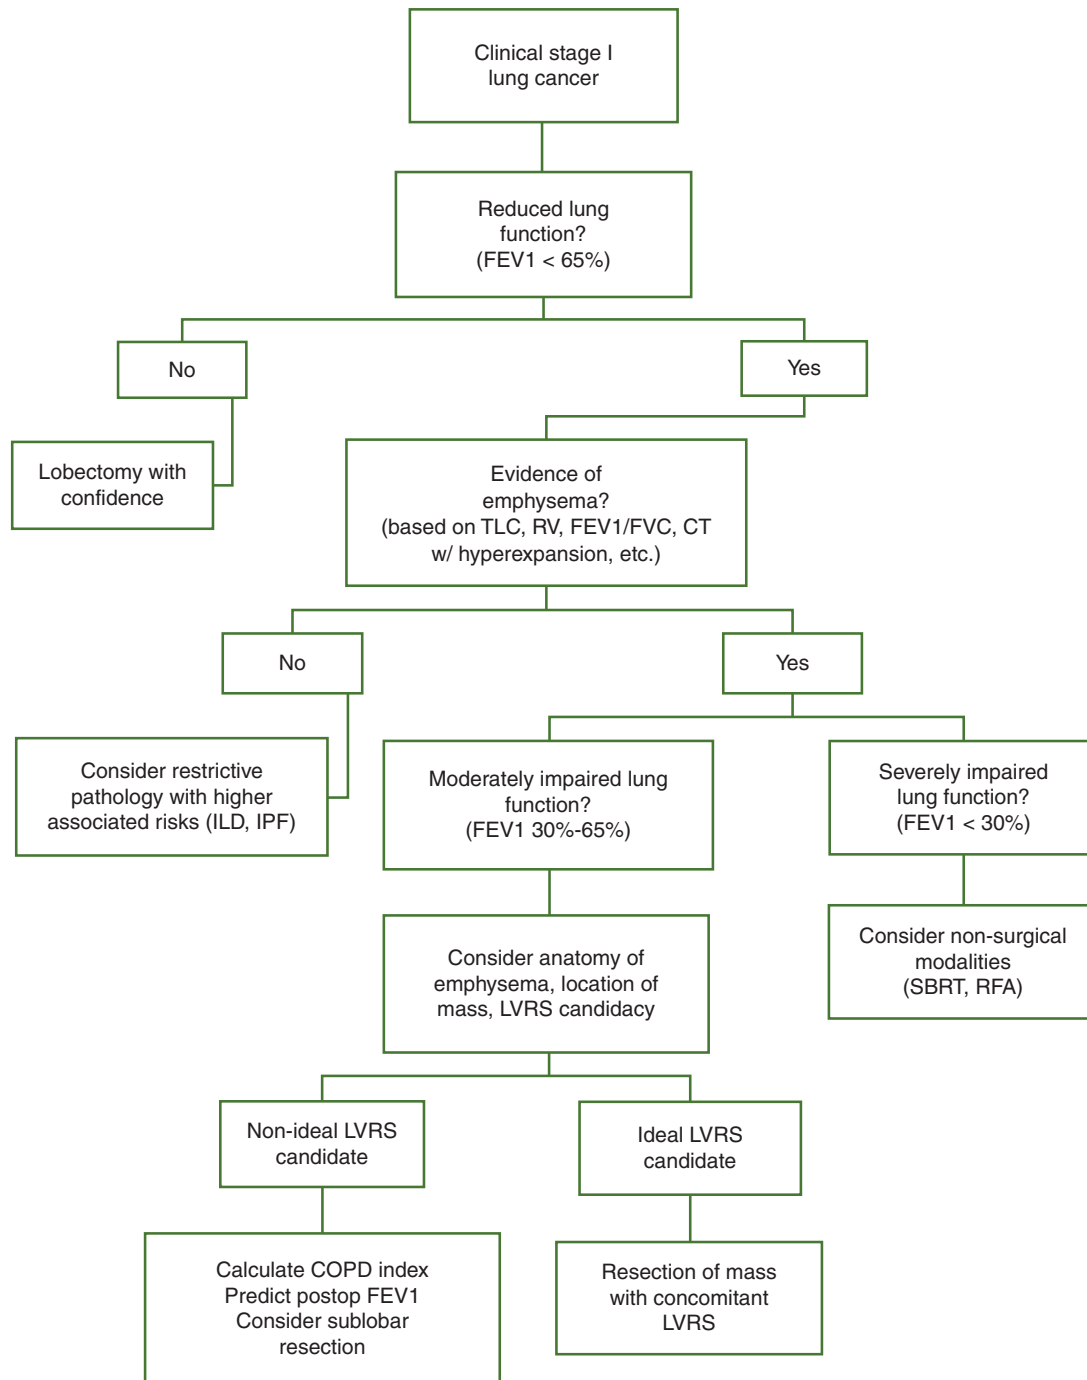 Clinical stage I
lung cancer
Reduced lung
function?
(FEV1 < 65%)
No
Yes
Lobectomy with
confidence
Evidence of
emphysema?
(based on TLC, RV, FEV1/FVC, CT
w/ hyperexpansion, etc.)
No
Yes
Consider restrictive
pathology with higher
associated risks (ILD, IPF)
Moderately impaired lung
function?
(FEV1 30%-65%)
Severely impaired
lung function?
(FEV1 < 30%)
Consider non-surgical
modalities
(SBRT, RFA)
Consider anatomy of
emphysema, location of
mass, LVRS candidacy
Non-ideal LVRS
candidate
Ideal LVRS
candidate
Calculate COPD index
Predict postop FEV1
Consider sublobar
resection
Resection of mass
with concomitant
LVRS